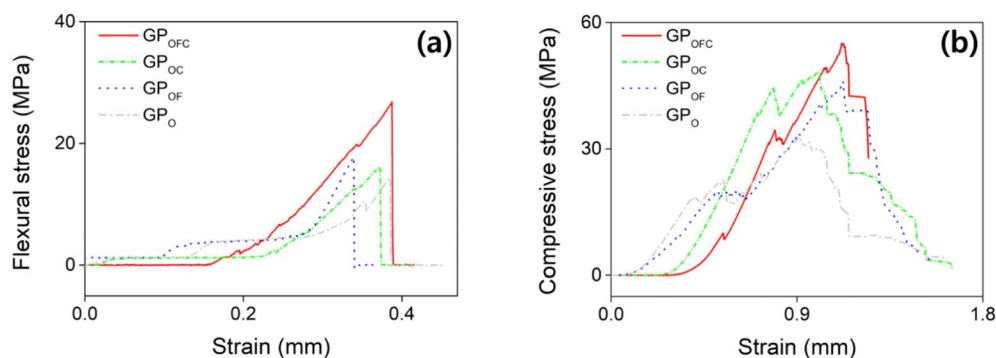 (a)
GP_OFC
GP_OC
GP_OF
GP_O
Flexural stress (MPa)
40
20
0
0.0 0.2 0.4
Strain (mm)
(b)
GP_OFC
GP_OC
GP_OF
GP_O
Compressive stress (MPa)
60
30
0
0.0 0.9 1.8
Strain (mm)